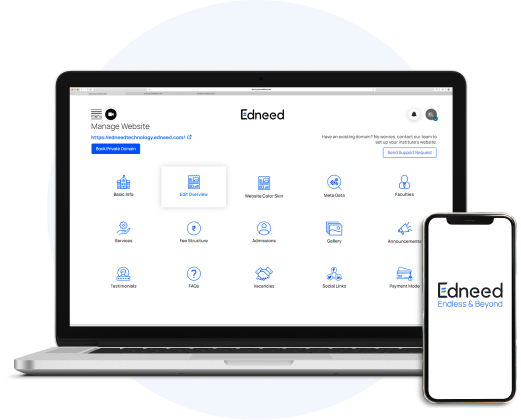 Edneed
Manage Website
https://edneedtechnology.edneed.com/
Book Private Domain
Have an existing domain? No worries, contact our team to
set up your institute's website.
Send Support Request
Basic Info
Edit Overview
Website Color Skin
Meta Data
Faculties
Services
Fee Structure
Admissions
Gallery
Announcements
Testimonials
FAQs
Vacancies
Social Links
Payment Mode
Edneed
Endless & Beyond